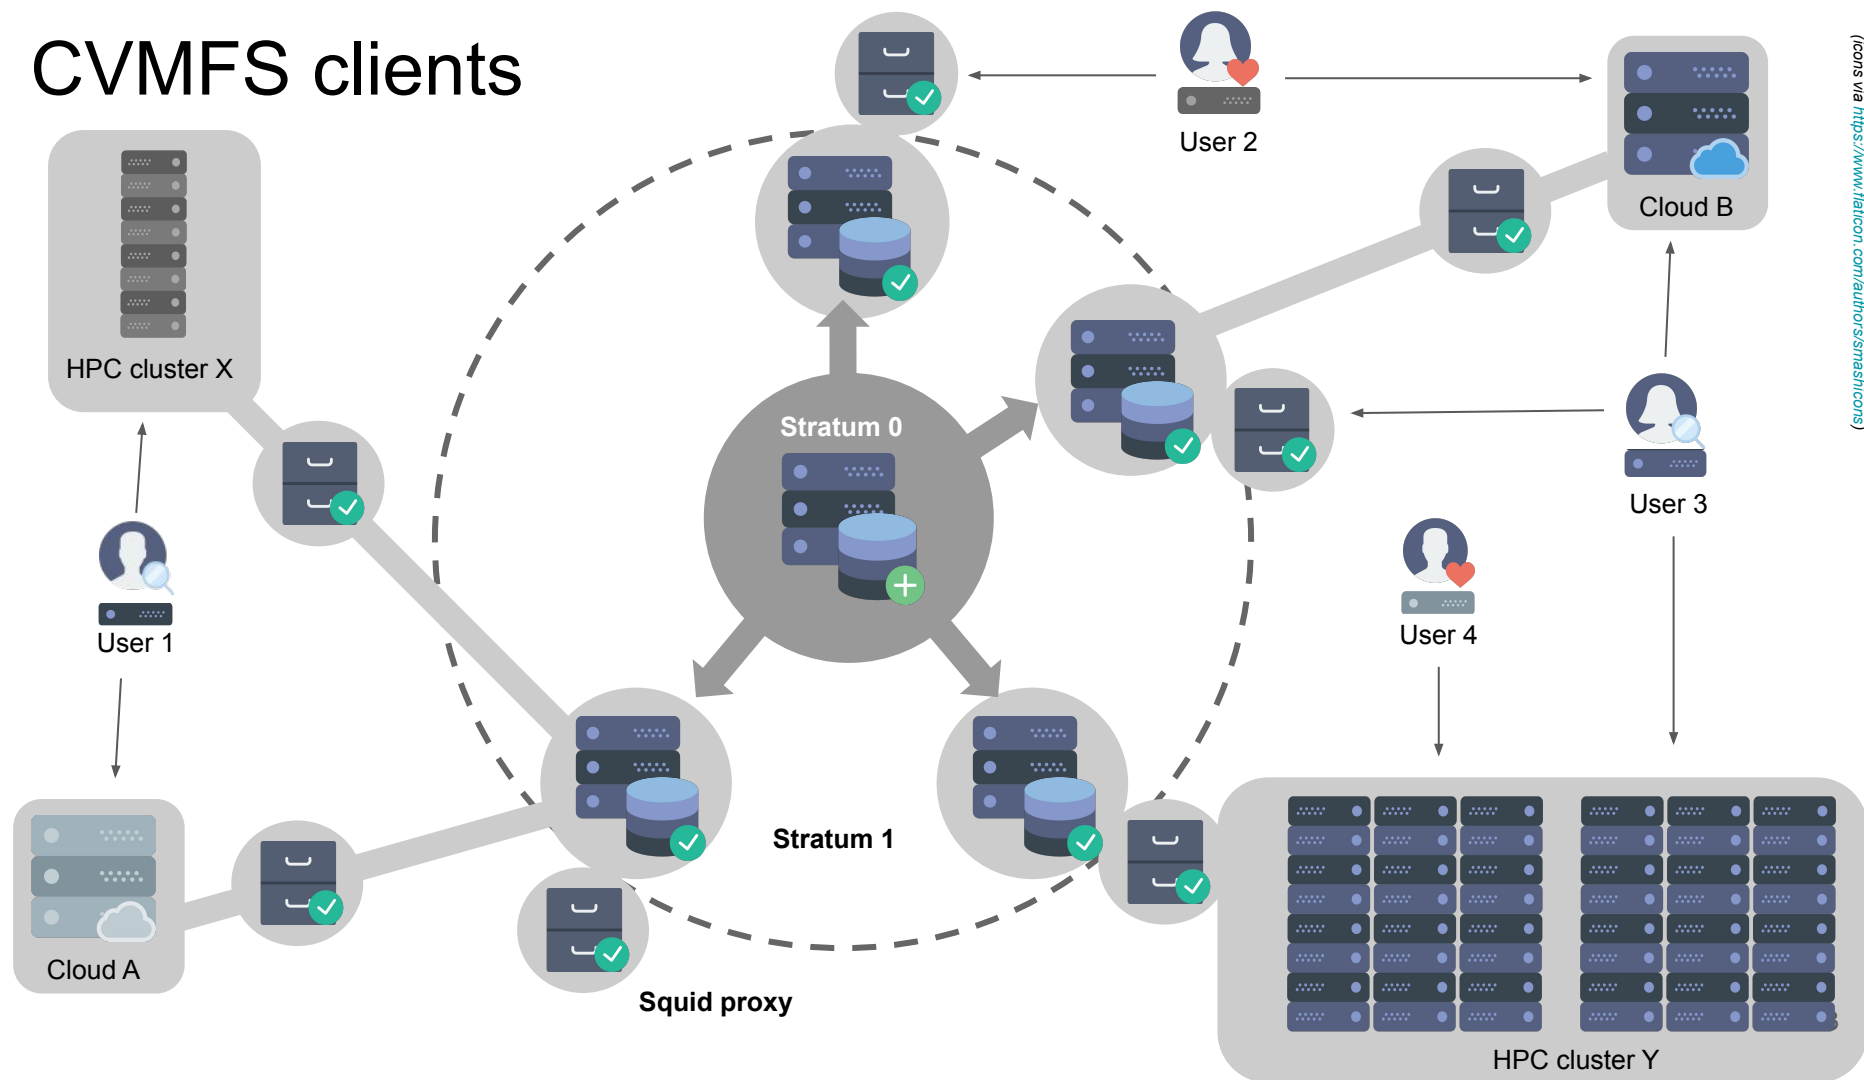 CVMFS clients
(icons via https://www.flaticon.com/authors/smashicons)
User 2
Cloud B
HPC cluster X
Stratum 0
User 3
User 1
User 4
Stratum 1
Cloud A
Squid proxy
HPC cluster Y